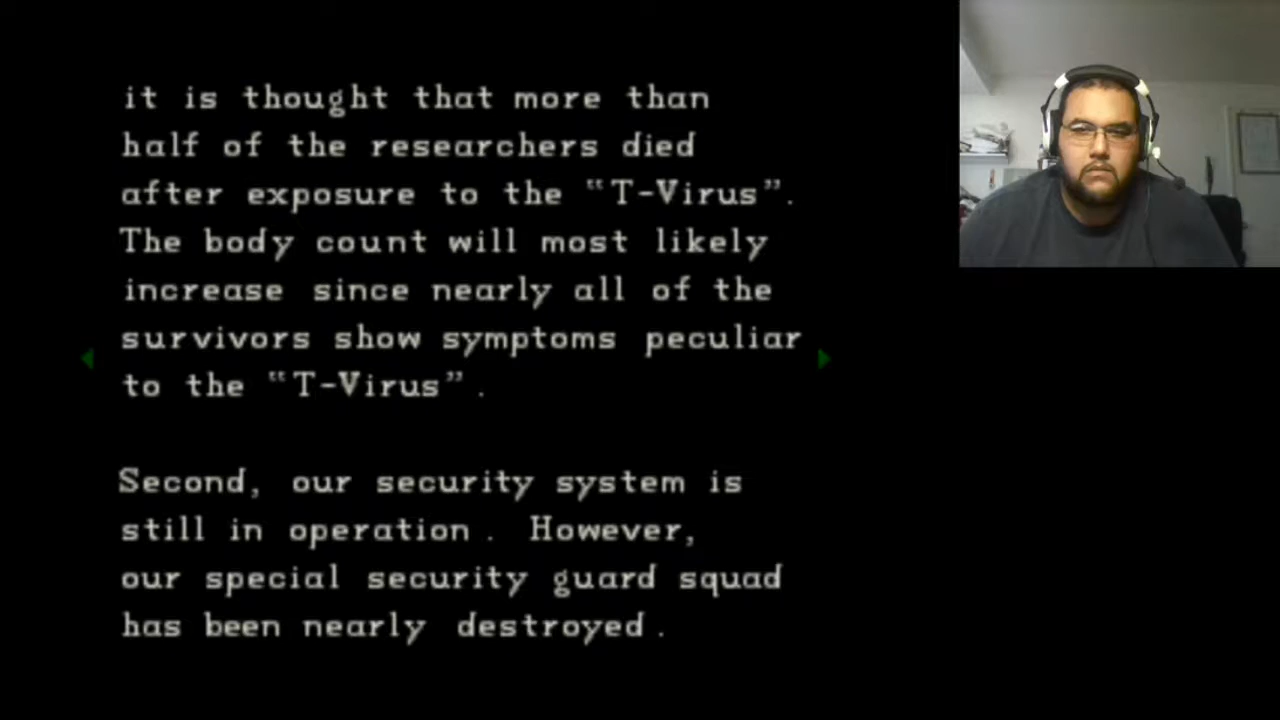 it is thought that more than
half of the researchers died
after exposure to the “T-Virus”.
The body count will most likely
increase since nearly all of the
survivors show symptoms peculiar
to the “T-Virus”.
Second, our security system is
still in operation. However,
our special security guard squad
has been nearly destroyed.